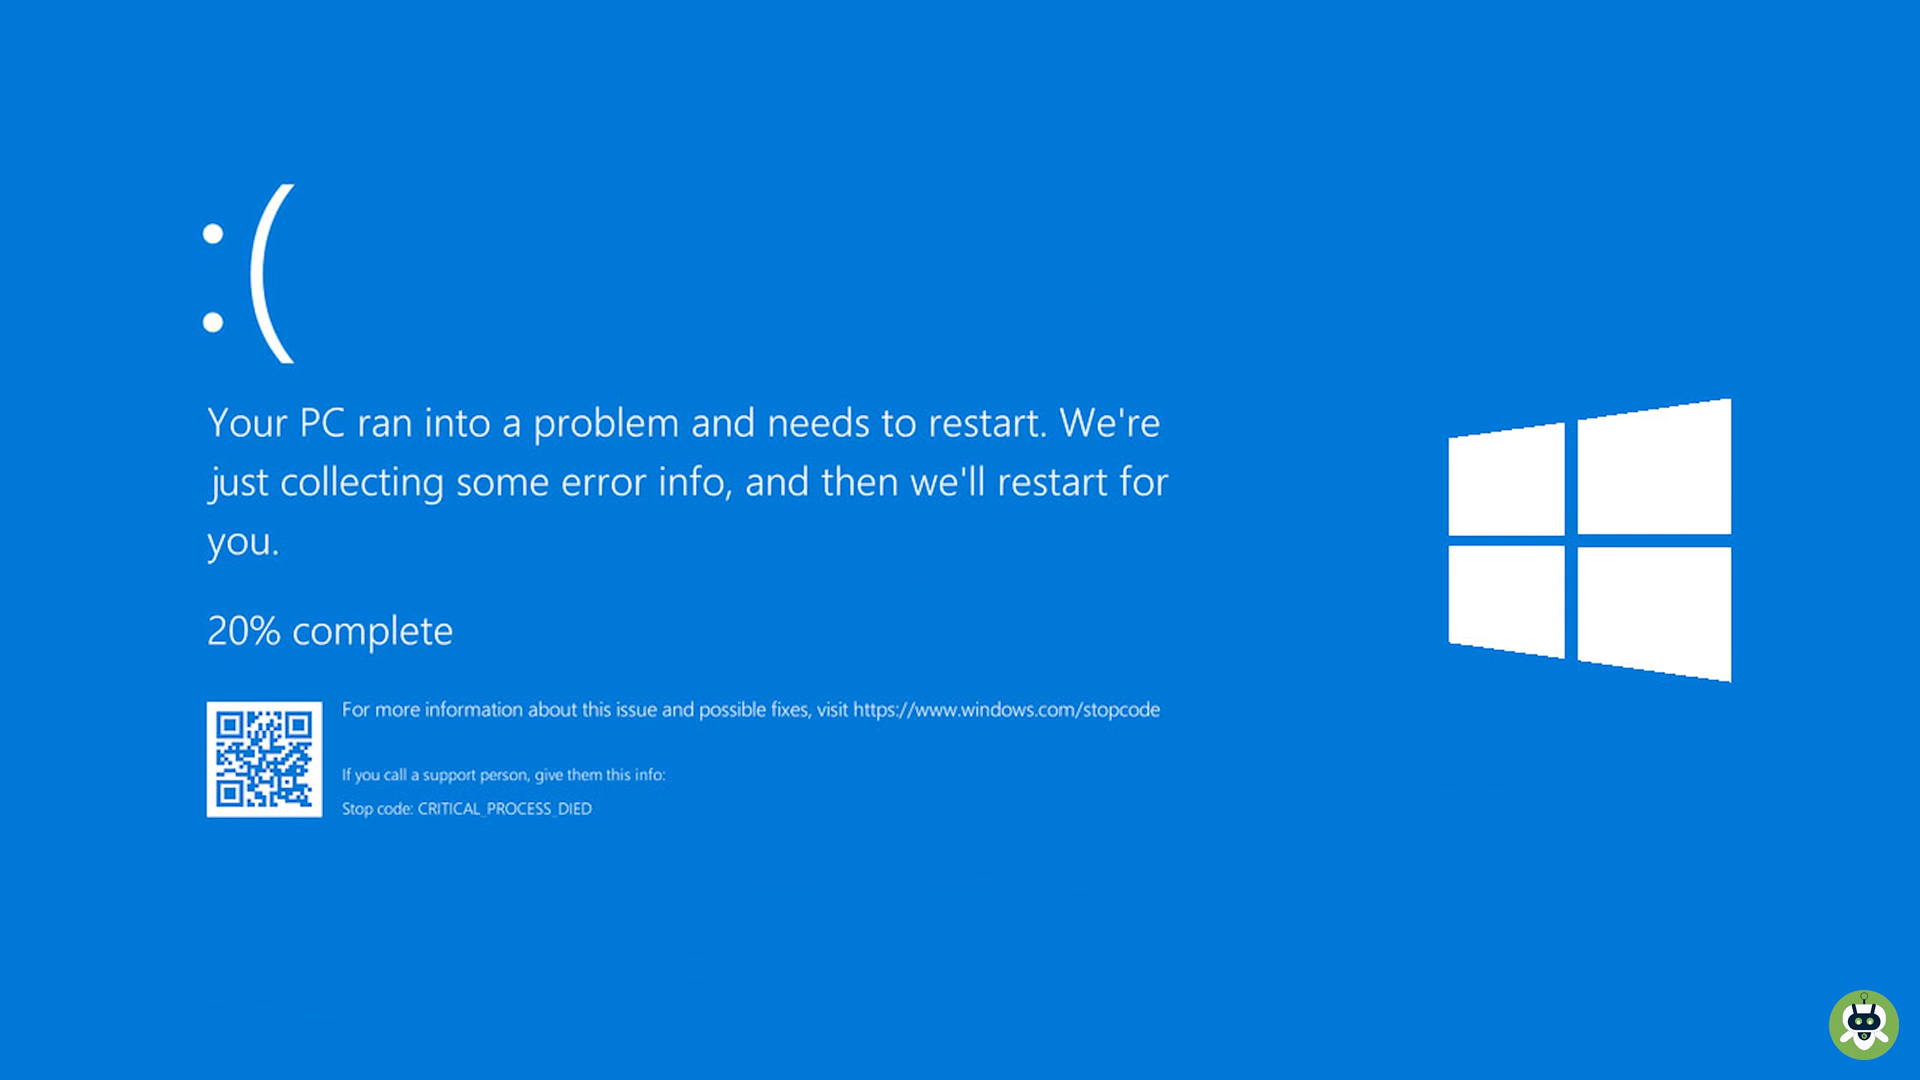 :(
Your PC ran into a problem and needs to restart. We're
just collecting some error info, and then we'll restart for
you.
20% complete
For more information about this issue and possible fixes, visit https://www.windows.com/stopcode
If you call a support person, give them this info:
Stop code: CRITICAL_PROCESS_DIED